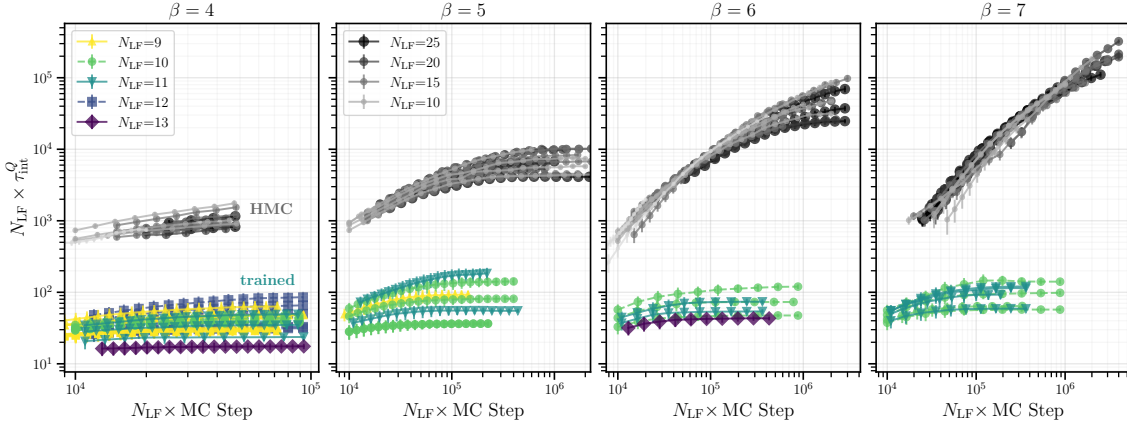 β = 4
β = 5
β = 6
β = 7
N_LF × τ^Q_int
10^5
10^4
10^3
10^2
10^1
N_LF=9
N_LF=10
N_LF=11
N_LF=12
N_LF=13
HMC
trained
N_LF=25
N_LF=20
N_LF=15
N_LF=10
10^4 10^5
10^4 10^5 10^6
10^4 10^5 10^6
10^4 10^5 10^6
N_LF × MC Step
N_LF × MC Step
N_LF × MC Step
N_LF × MC Step